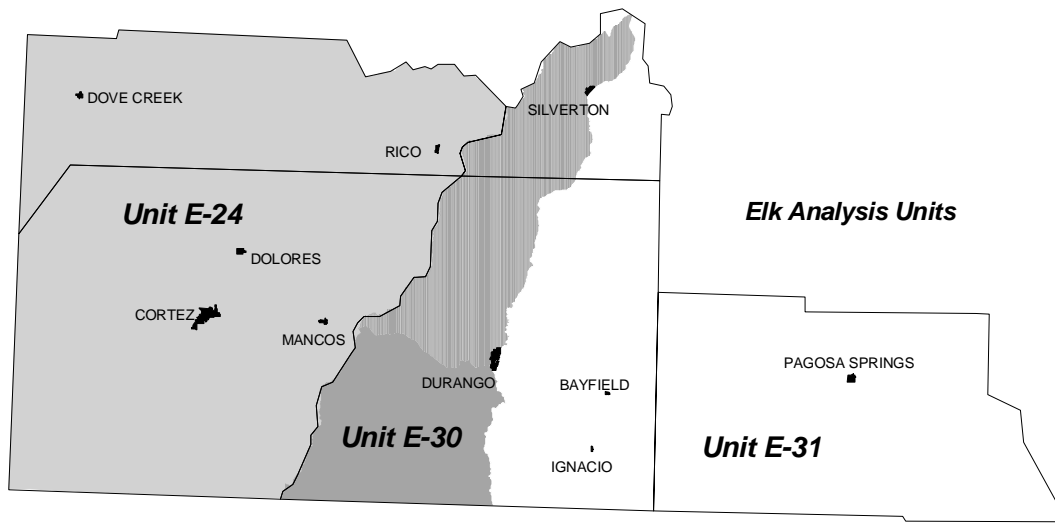 DOVE CREEK
SILVERTON
RICO
Unit E-24
Elk Analysis Units
DOLORES
CORTEZ
MANCOS
PAGOSA SPRINGS
DURANGO
BAYFIELD
Unit E-30
Unit E-31
IGNACIO